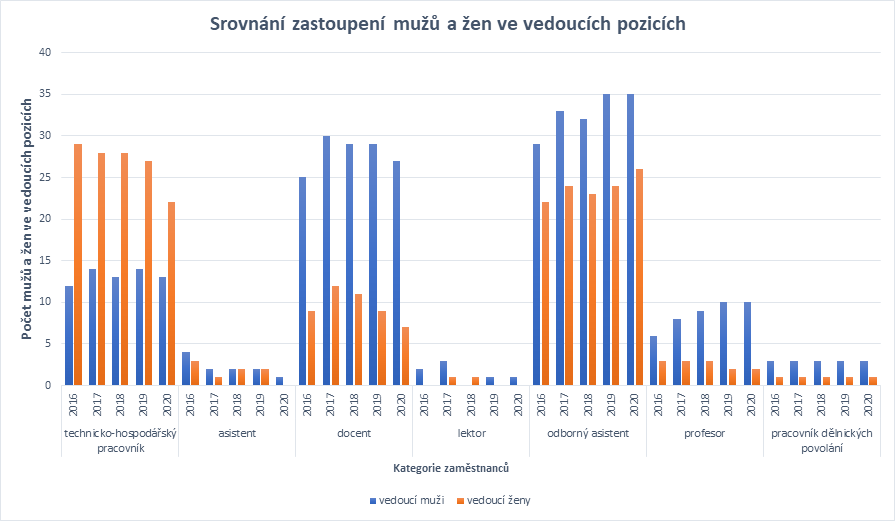 Srovnání zastoupení mužů a žen ve vedoucích pozicích
Počet mužů a žen ve vedoucích pozicích
40
35
30
25
20
15
10
5
0
2016 2017 2018 2019 2020 2016 2017 2018 2019 2020 2016 2017 2018 2019 2020 2016 2017 2018 2019 2020 2016 2017 2018 2019 2020 2016 2017 2018 2019 2020 2016 2017 2018 2019 2020
technicko-hospodářský
pracovník
asistent
docent
lektor
odborný asistent
profesor
pracovník dělnických
povolání
Kategorie zaměstnanců
vedoucí muži
vedoucí ženy